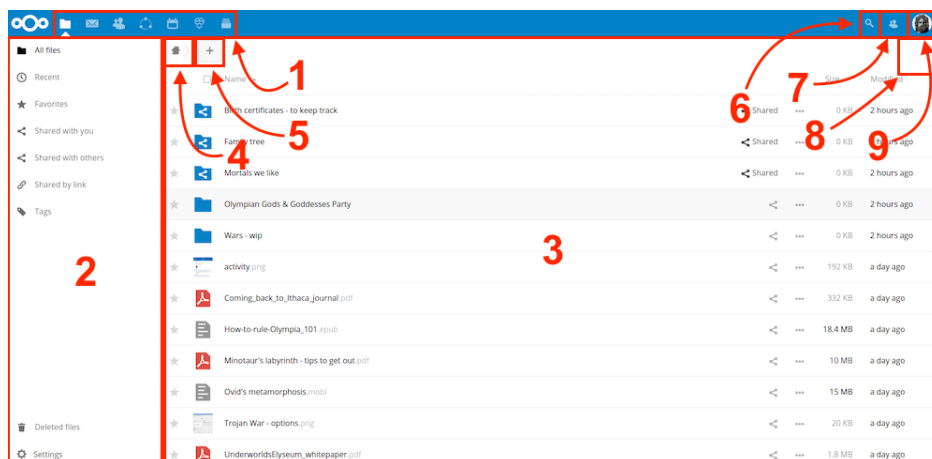 All files
Recent
Favorites
Shared with you
Shared with others
Shared by link
Tags
Deleted files
Settings
1
2
3
4
5
6
7
8
9
+
Name Size Modified
Birth certificates - to keep track Shared 0 KB 2 hours ago
Family tree Shared 0 KB 2 hours ago
Mortals we like Shared 0 KB 2 hours ago
Olympian Gods & Goddesses Party 0 KB 2 hours ago
Wars - wip 0 KB 2 hours ago
activity.png 192 KB a day ago
Coming_back_to_Ithaca_journal.pdf 332 KB a day ago
How-to-rule-Olympia_101.epub 18.4 MB a day ago
Minotaur's labyrinth - tips to get out.pdf 10 MB a day ago
Ovid's metamorphosis.mobi 15 MB a day ago
Trojan War - options.png 20 KB a day ago
UnderworldsElyseum_whitepaper.pdf 1.8 MB a day ago